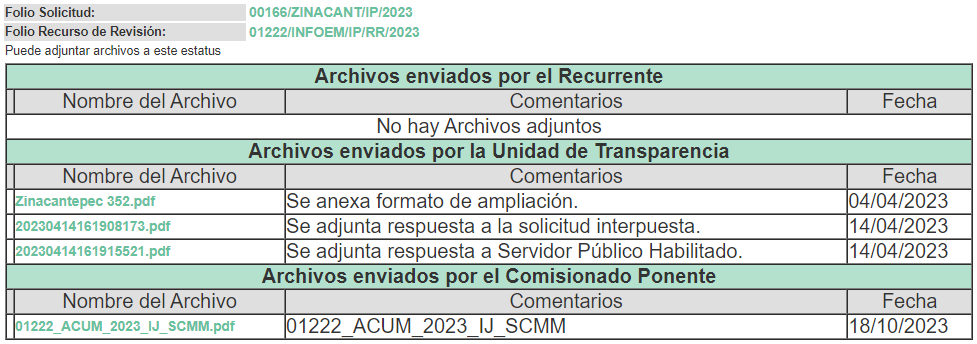 Folio Solicitud: 00166/ZINACANT/IP/2023
Folio Recurso de Revisión: 01222/INFOEM/IP/RR/2023
Puede adjuntar archivos a este estatus
Archivos enviados por el Recurrente
Nombre del Archivo Comentarios Fecha
No hay Archivos adjuntos
Archivos enviados por la Unidad de Transparencia
Nombre del Archivo Comentarios Fecha
Zinacantepec 352.pdf Se anexa formato de ampliación. 04/04/2023
20230414161908173.pdf Se adjunta respuesta a la solicitud interpuesta. 14/04/2023
20230414161915521.pdf Se adjunta respuesta a Servidor Público Habilitado. 14/04/2023
Archivos enviados por el Comisionado Ponente
Nombre del Archivo Comentarios Fecha
01222_ACUM_2023_IJ_SCMM.pdf 01222_ACUM_2023_IJ_SCMM 18/10/2023